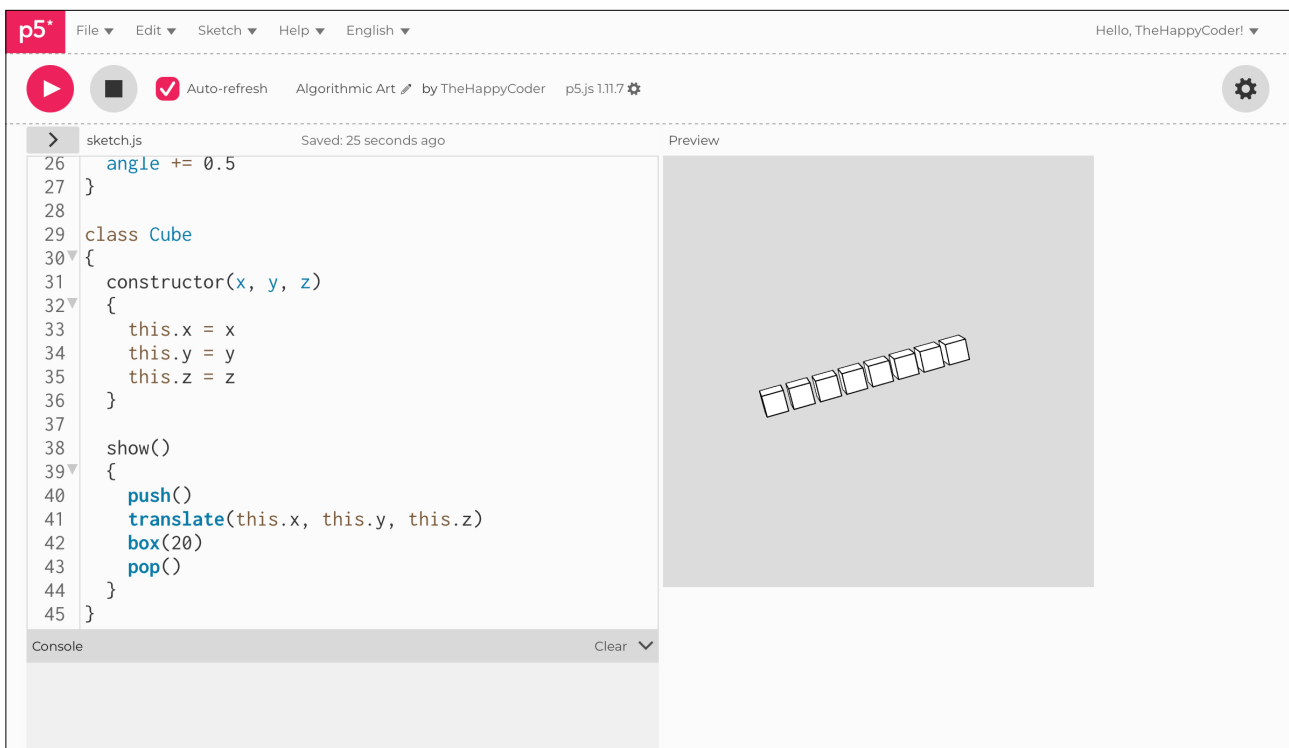 p5* File Edit Sketch Help English Hello, TheHappyCoder!
Auto-refresh Algorithmic Art by TheHappyCoder p5.js 1.11.7
sketch.js Saved: 25 seconds ago Preview
26 angle += 0.5
27 }
28
29 class Cube
30 {
31 constructor(x, y, z)
32 {
33 this.x = x
34 this.y = y
35 this.z = z
36 }
37
38 show()
39 {
40 push()
41 translate(this.x, this.y, this.z)
42 box(20)
43 pop()
44 }
45 }
Console Clear